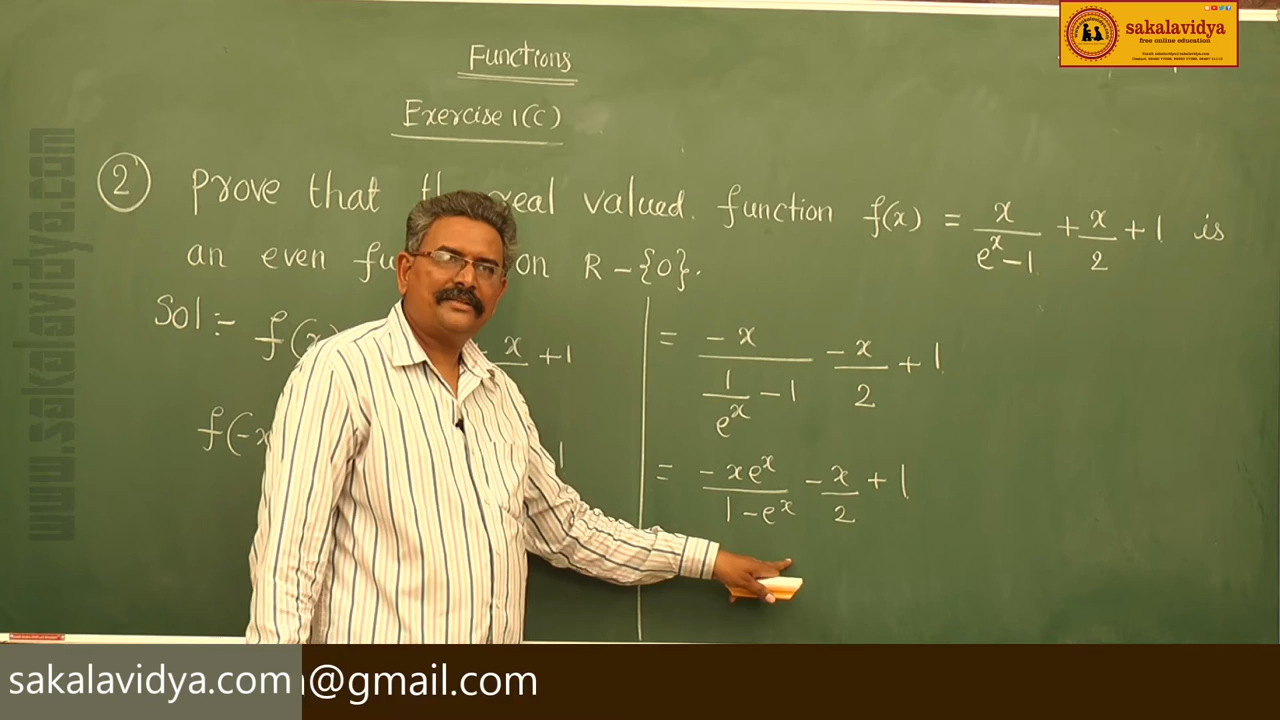 sakalavidya
free online education
Functions
Exercise 1(C)
② Prove that real valued. function f(x) = x/(e^x - 1) + x/2 + 1 is
an even on R - {0}.
Sol :- x + 1
= -x/(1/e^x - 1) - x/2 + 1
= -xe^x/(1 - e^x) - x/2 + 1
f(-x 1
www.sakalavidya.com
sakalavidya.com @gmail.com